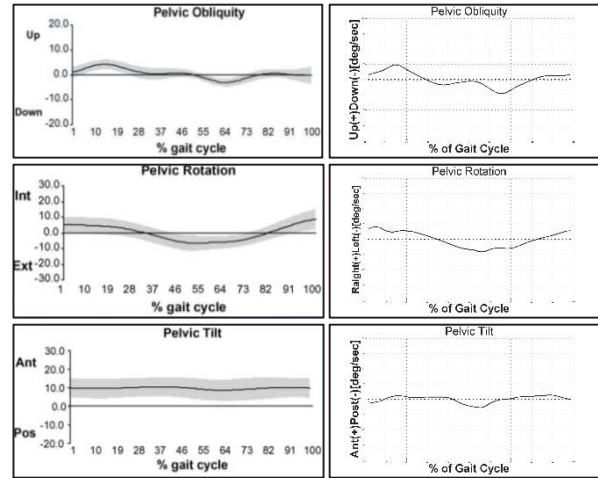 Pelvic Obliquity
Up
20.0
10.0
0.0
-10.0
Down
-20.0
1 10 19 28 37 46 55 64 73 82 91 100
% gait cycle
Pelvic Obliquity
Up(+)Down(-)[deg/sec]
% of Gait Cycle
Pelvic Rotation
Int
30.0
20.0
10.0
0.0
-10.0
-20.0
Ext
-30.0
1 10 19 28 37 46 55 64 73 82 91 100
% gait cycle
Pelvic Rotation
Raight(+)Left(-)[deg/sec]
% of Gait Cycle
Pelvic Tilt
Ant
30.0
20.0
10.0
0.0
-10.0
Pos
-20.0
1 10 19 28 37 46 55 64 73 82 91 100
% gait cycle
Pelvic Tilt
Ant(+)Post(-)[deg/sec]
% of Gait Cycle